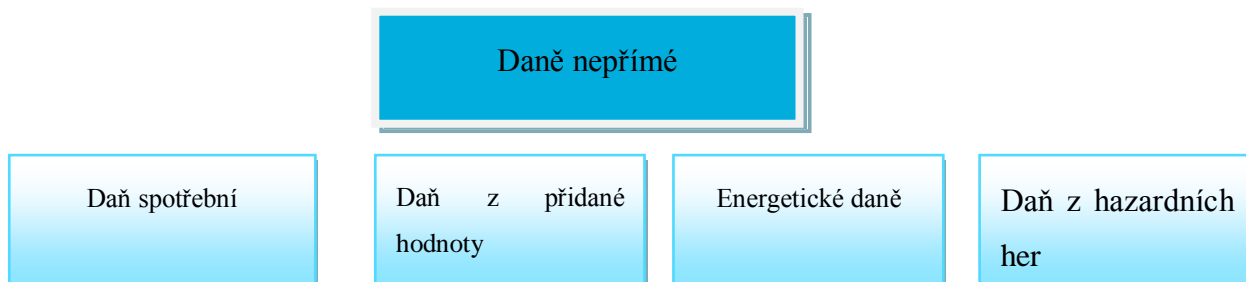 Daně nepřímé
Daň spotřební
Daň z přidané
hodnoty
Energetické daně
Daň z hazardních
her